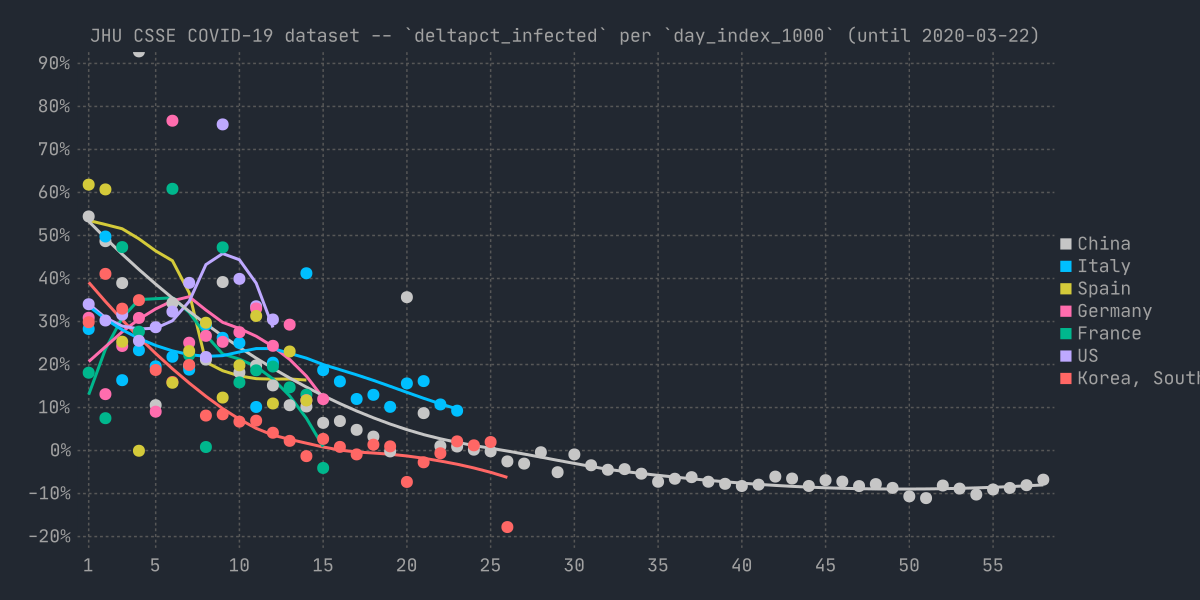 JHU CSSE COVID-19 dataset -- `deltapct_infected` per `day_index_1000` (until 2020-03-22)
90%
80%
70%
60%
50%
40%
30%
20%
10%
0%
-10%
-20%
1 5 10 15 20 25 30 35 40 45 50 55
China
Italy
Spain
Germany
France
US
Korea, South